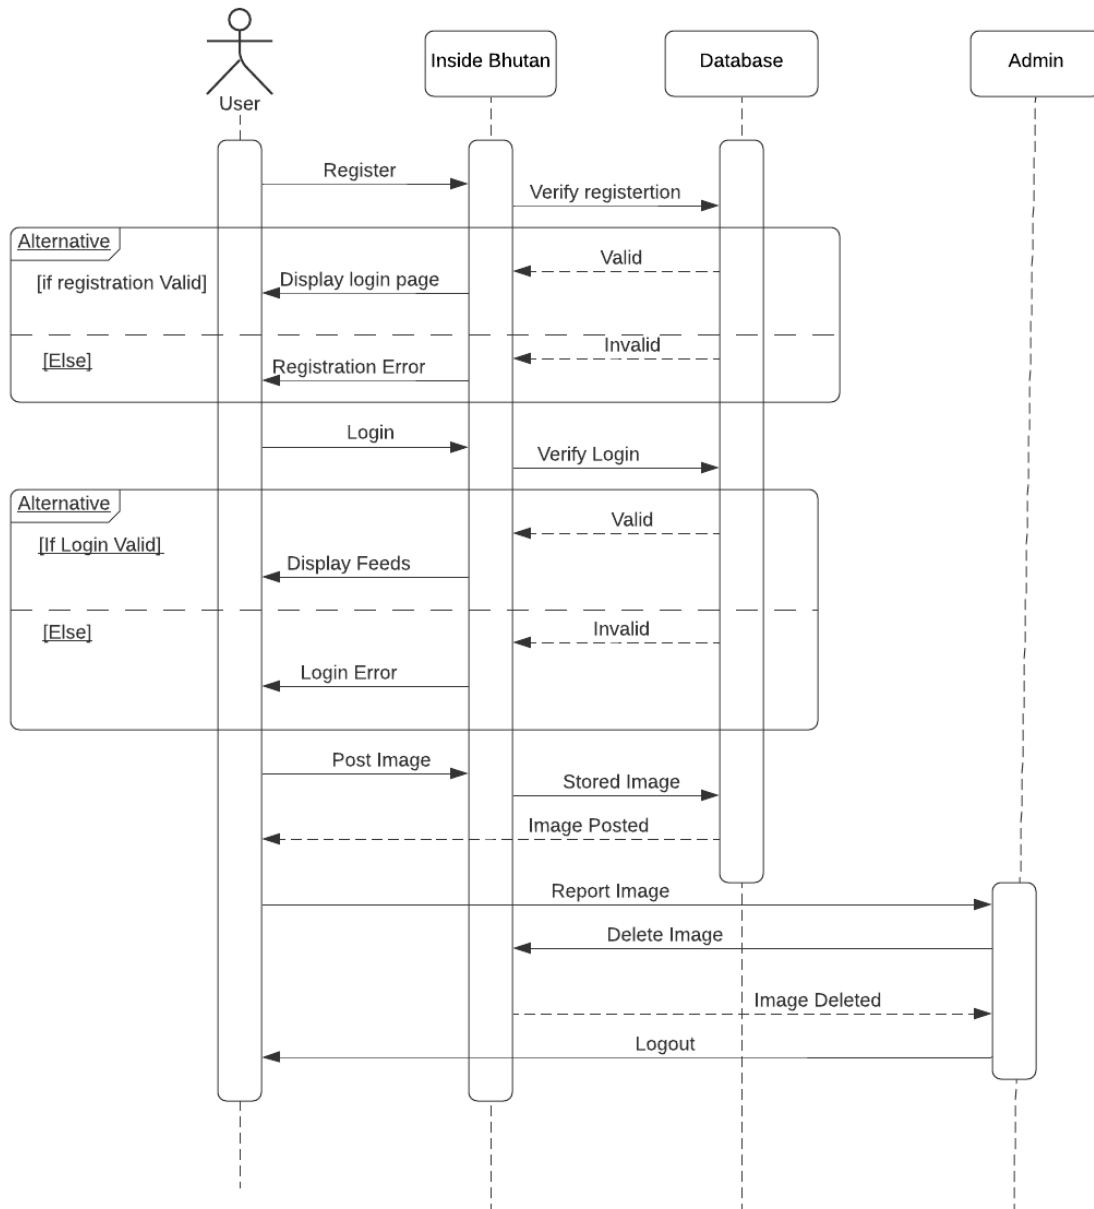 User
Inside Bhutan
Database
Admin
Register
Verify registertion
Alternative
Valid
[if registration Valid]
Display login page
Invalid
[Else]
Registration Error
Login
Verify Login
Alternative
Valid
[If Login Valid]
Display Feeds
Invalid
[Else]
Login Error
Post Image
Stored Image
Image Posted
Report Image
Delete Image
Image Deleted
Logout